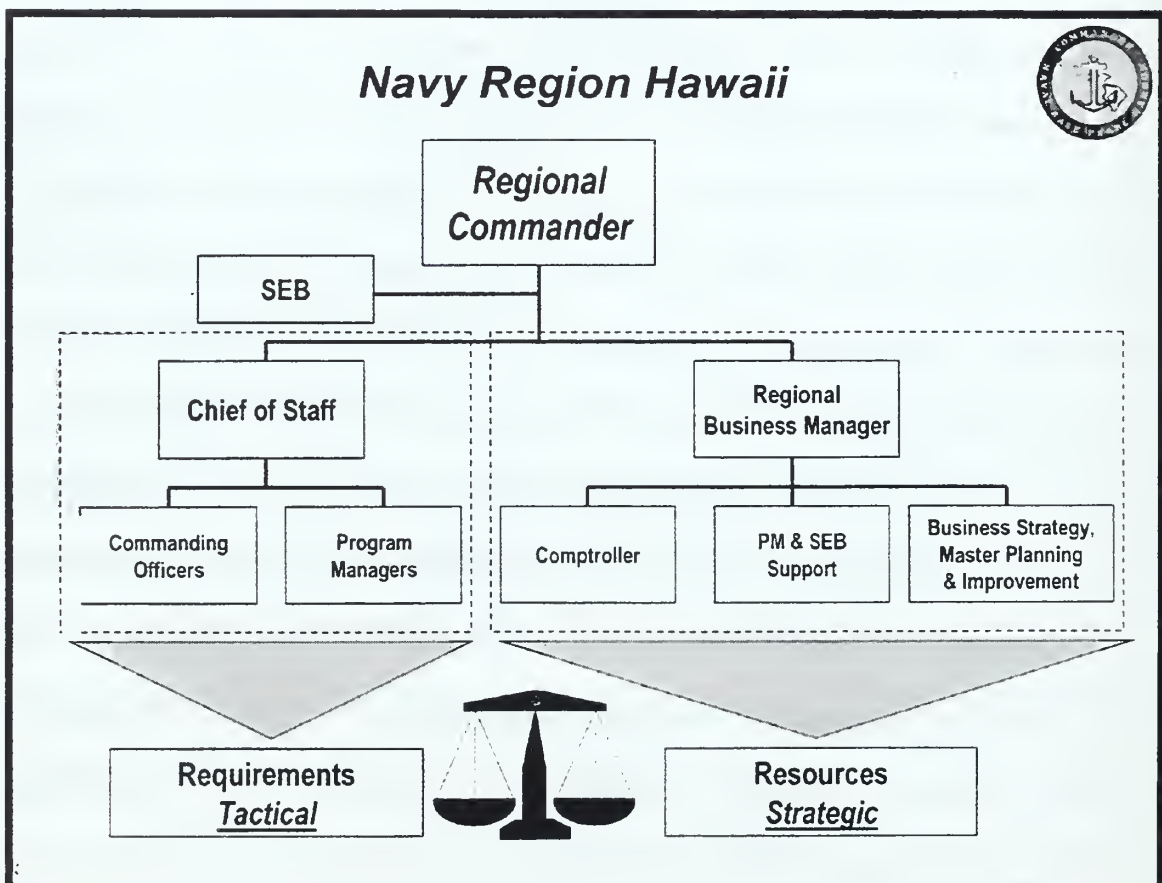 Navy Region Hawaii
Regional
Commander
SEB
Chief of Staff
Regional
Business Manager
Commanding
Officers
Program
Managers
Comptroller
PM & SEB
Support
Business Strategy,
Master Planning
& Improvement
Requirements
Tactical
Resources
Strategic